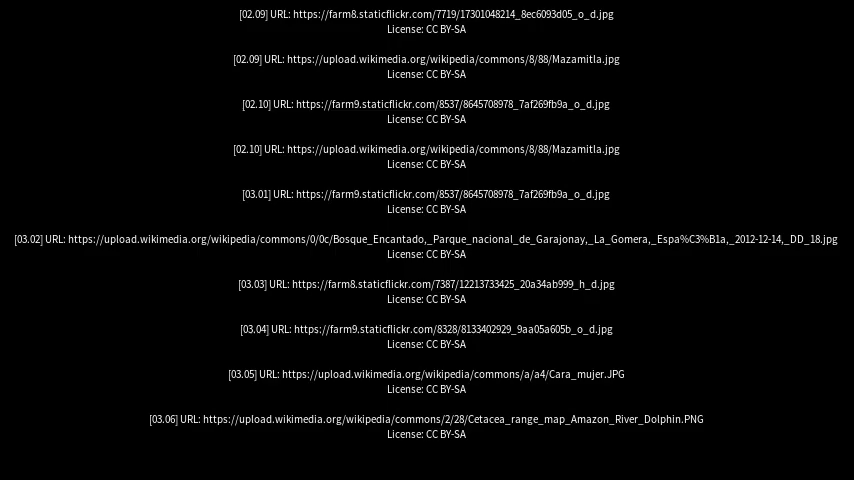 [02.09] URL: https://farm8.staticflickr.com/7719/17301048214_8ec6093d05_o_d.jpg
License: CC BY-SA
[02.09] URL: https://upload.wikimedia.org/wikipedia/commons/8/88/Mazamitla.jpg
License: CC BY-SA
[02.10] URL: https://farm9.staticflickr.com/8537/8645708978_7af269fb9a_o_d.jpg
License: CC BY-SA
[02.10] URL: https://upload.wikimedia.org/wikipedia/commons/8/88/Mazamitla.jpg
License: CC BY-SA
[03.01] URL: https://farm9.staticflickr.com/8537/8645708978_7af269fb9a_o_d.jpg
License: CC BY-SA
[03.02] URL: https://upload.wikimedia.org/wikipedia/commons/0/0c/Bosque_Encantado,_Parque_nacional_de_Garajonay,_La_Gomera,_Espa%C3%B1a,_2012-12-14,_DD_18.jpg
License: CC BY-SA
[03.03] URL: https://farm8.staticflickr.com/7387/12213733425_20a34ab999_h_d.jpg
License: CC BY-SA
[03.04] URL: https://farm9.staticflickr.com/8328/8133402929_9aa05a605b_o_d.jpg
License: CC BY-SA
[03.05] URL: https://upload.wikimedia.org/wikipedia/commons/a/a4/Cara_mujer.JPG
License: CC BY-SA
[03.06] URL: https://upload.wikimedia.org/wikipedia/commons/2/28/Cetacea_range_map_Amazon_River_Dolphin.PNG
License: CC BY-SA